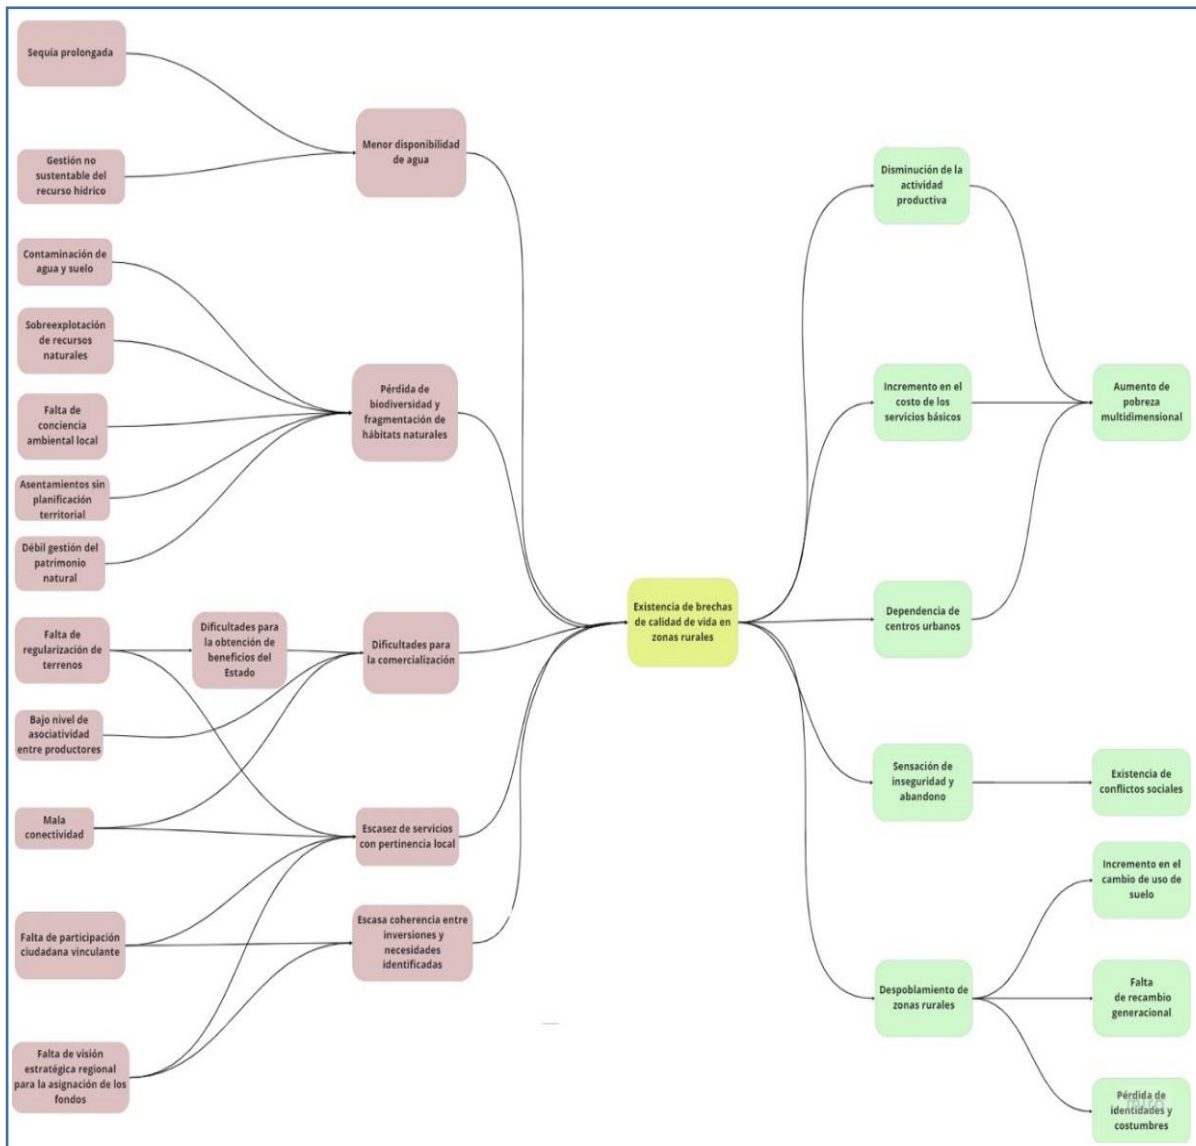 Sequía prolongada
Gestión no
sustentable del
recurso hídrico
Contaminación de
agua y suelo
Sobreexplotación
de recursos
naturales
Falta de
conciencia
ambiental local
Asentamientos sin
planificación
territorial
Débil gestión del
patrimonio
natural
Falta de
regularización de
terrenos
Bajo nivel de
asociatividad
entre productores
Mala
conectividad
Falta de participación
ciudadana vinculante
Falta de visión
estratégica regional
para la asignación de los
fondos
Dificultades para
la obtención de
beneficios del
Estado
Menor disponibilidad
de agua
Pérdida de
biodiversidad y
fragmentación de
hábitats naturales
Dificultades para
la comercialización
Escasez de servicios
con pertinencia local
Escasa coherencia entre
inversiones y
necesidades
identificadas
Existencia de brechas
de calidad de vida en
zonas rurales
Disminución de la
actividad
productiva
Incremento en el
costo de los
servicios básicos
Dependencia de
centros urbanos
Sensación de
inseguridad y
abandono
Despoblamiento de
zonas rurales
Aumento de
pobreza
multidimensional
Existencia de
conflictos sociales
Incremento en el
cambio de uso de
suelo
Falta
de recambio
generacional
Pérdida de
identidades y
costumbres
miro